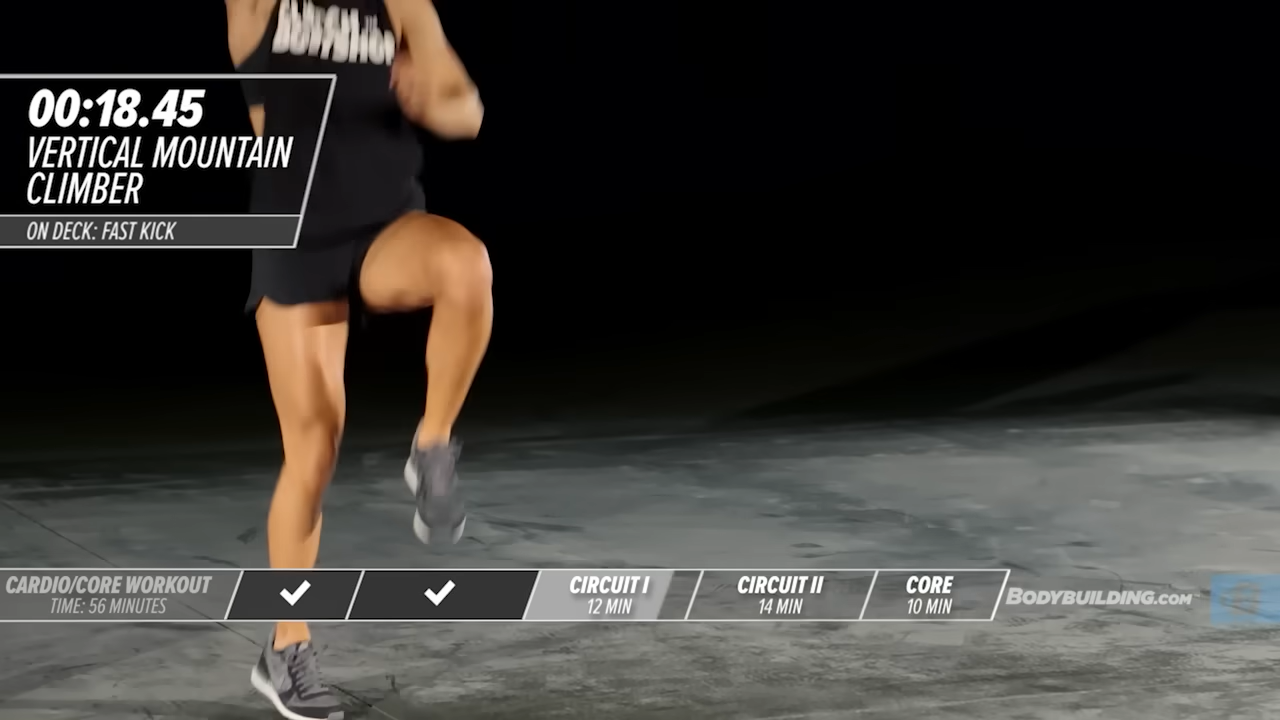 00:18.45
VERTICAL MOUNTAIN
CLIMBER
ON DECK: FAST KICK
CARDIO/CORE WORKOUT
TIME: 56 MINUTES
CIRCUIT I
12 MIN
CIRCUIT II
14 MIN
CORE
10 MIN
BODYBUILDING.COM